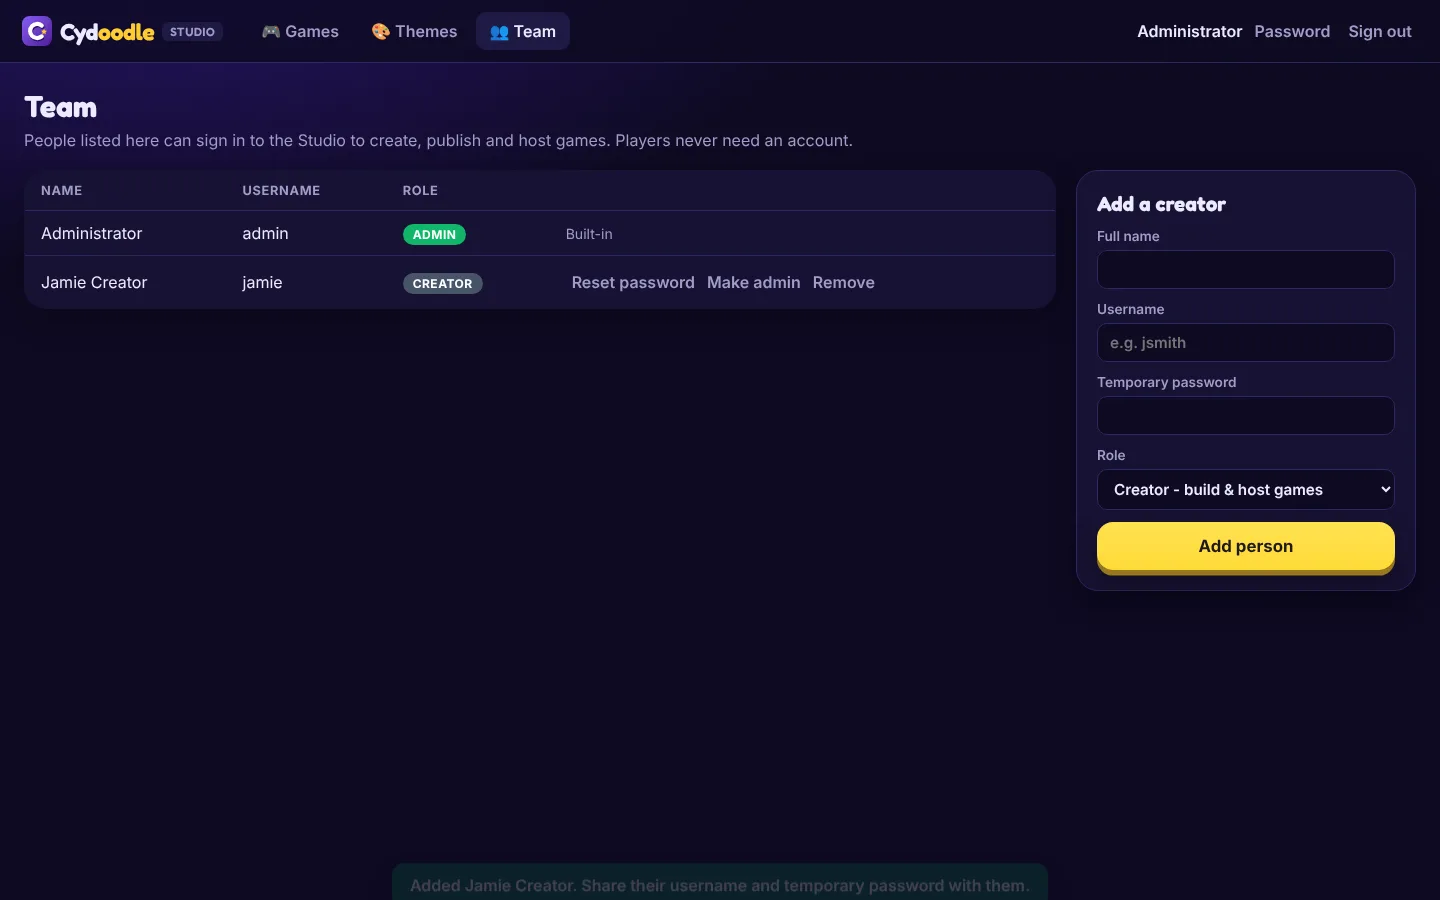 Cydoodle STUDIO 🎮 Games 🎨 Themes 👥 Team Administrator Password Sign out
Team
People listed here can sign in to the Studio to create, publish and host games. Players never need an account.
NAME USERNAME ROLE
Administrator admin ADMIN Built-in
Jamie Creator jamie CREATOR Reset password Make admin Remove
Add a creator
Full name
Username
e.g. jsmith
Temporary password
Role
Creator - build & host games
Add person
Added Jamie Creator. Share their username and temporary password with them.